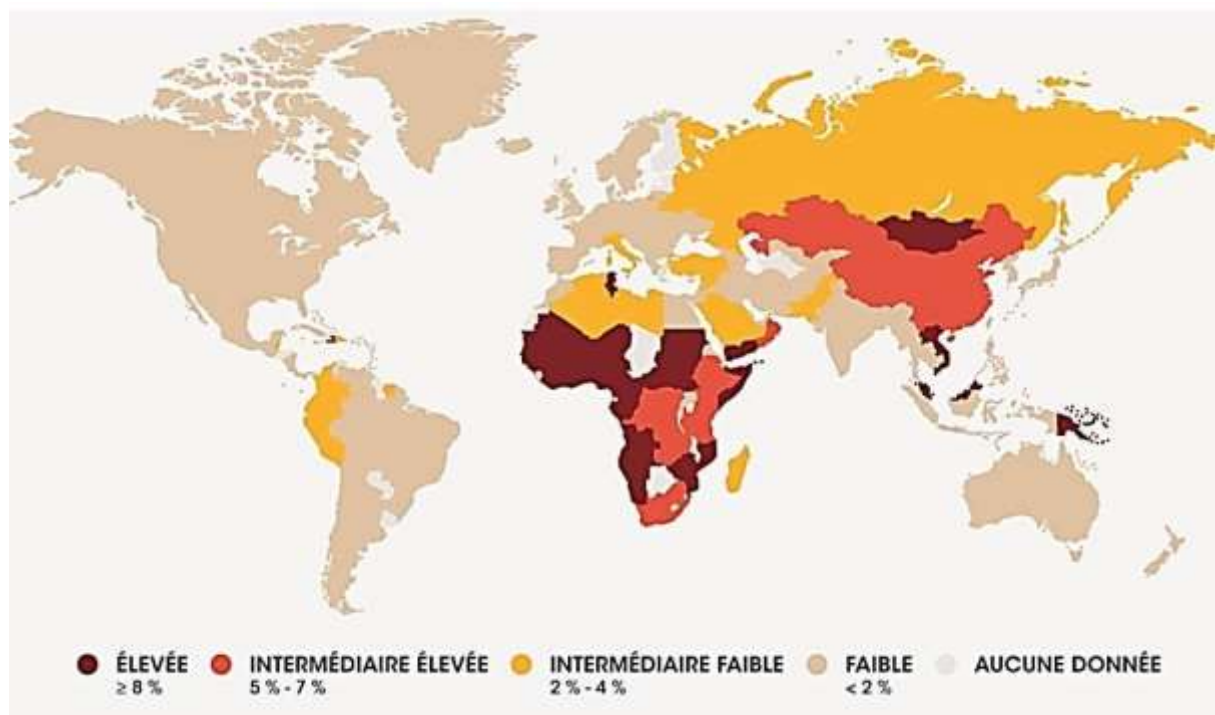 ÉLEVÉE
≥ 8 %
INTERMÉDIAIRE ÉLEVÉE
5 % - 7 %
INTERMÉDIAIRE FAIBLE
2 % - 4 %
FAIBLE
< 2 %
AUCUNE DONNÉE